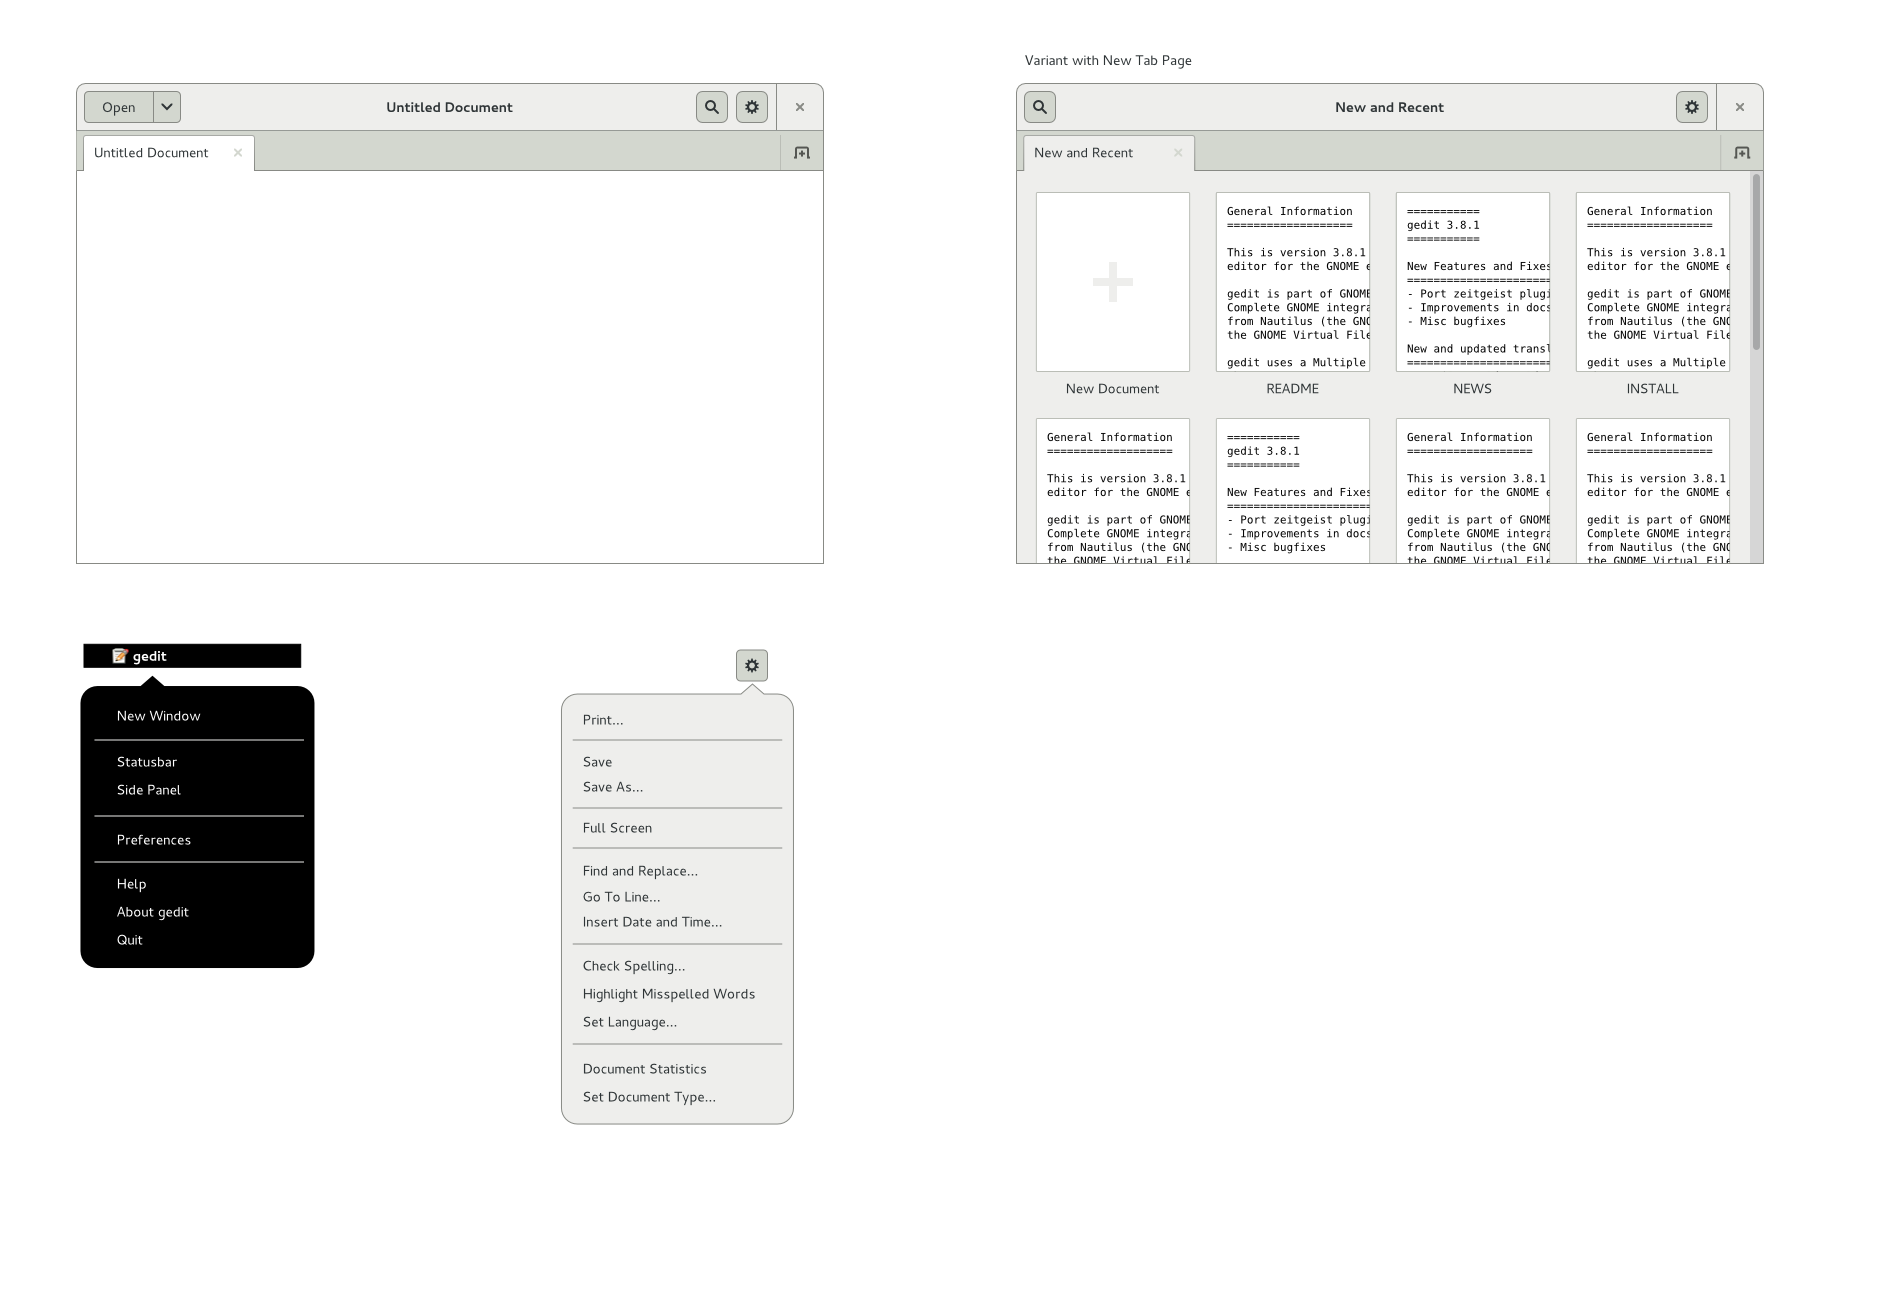 Variant with New Tab Page
Open
Untitled Document
Untitled Document
New and Recent
New and Recent
General Information
===================
This is version 3.8.1
editor for the GNOME e
gedit is part of GNOME
Complete GNOME integra
from Nautilus (the GNO
the GNOME Virtual File
gedit uses a Multiple
===========
gedit 3.8.1
===========
New Features and Fixes
======================
- Port zeitgeist plugi
- Improvements in docs
- Misc bugfixes
New and updated transl
======================
General Information
===================
This is version 3.8.1
editor for the GNOME e
gedit is part of GNOME
Complete GNOME integra
from Nautilus (the GNO
the GNOME Virtual File
gedit uses a Multiple
New Document
README
NEWS
INSTALL
General Information
===================
This is version 3.8.1
editor for the GNOME e
gedit is part of GNOME
Complete GNOME integra
from Nautilus (the GNO
the GNOME Virtual File
===========
gedit 3.8.1
===========
New Features and Fixes
======================
- Port zeitgeist plugi
- Improvements in docs
- Misc bugfixes
General Information
===================
This is version 3.8.1
editor for the GNOME e
gedit is part of GNOME
Complete GNOME integra
from Nautilus (the GNO
the GNOME Virtual File
General Information
===================
This is version 3.8.1
editor for the GNOME e
gedit is part of GNOME
Complete GNOME integra
from Nautilus (the GNO
the GNOME Virtual File
gedit
New Window
Statusbar
Side Panel
Preferences
Help
About gedit
Quit
Print...
Save
Save As...
Full Screen
Find and Replace...
Go To Line...
Insert Date and Time...
Check Spelling...
Highlight Misspelled Words
Set Language...
Document Statistics
Set Document Type...